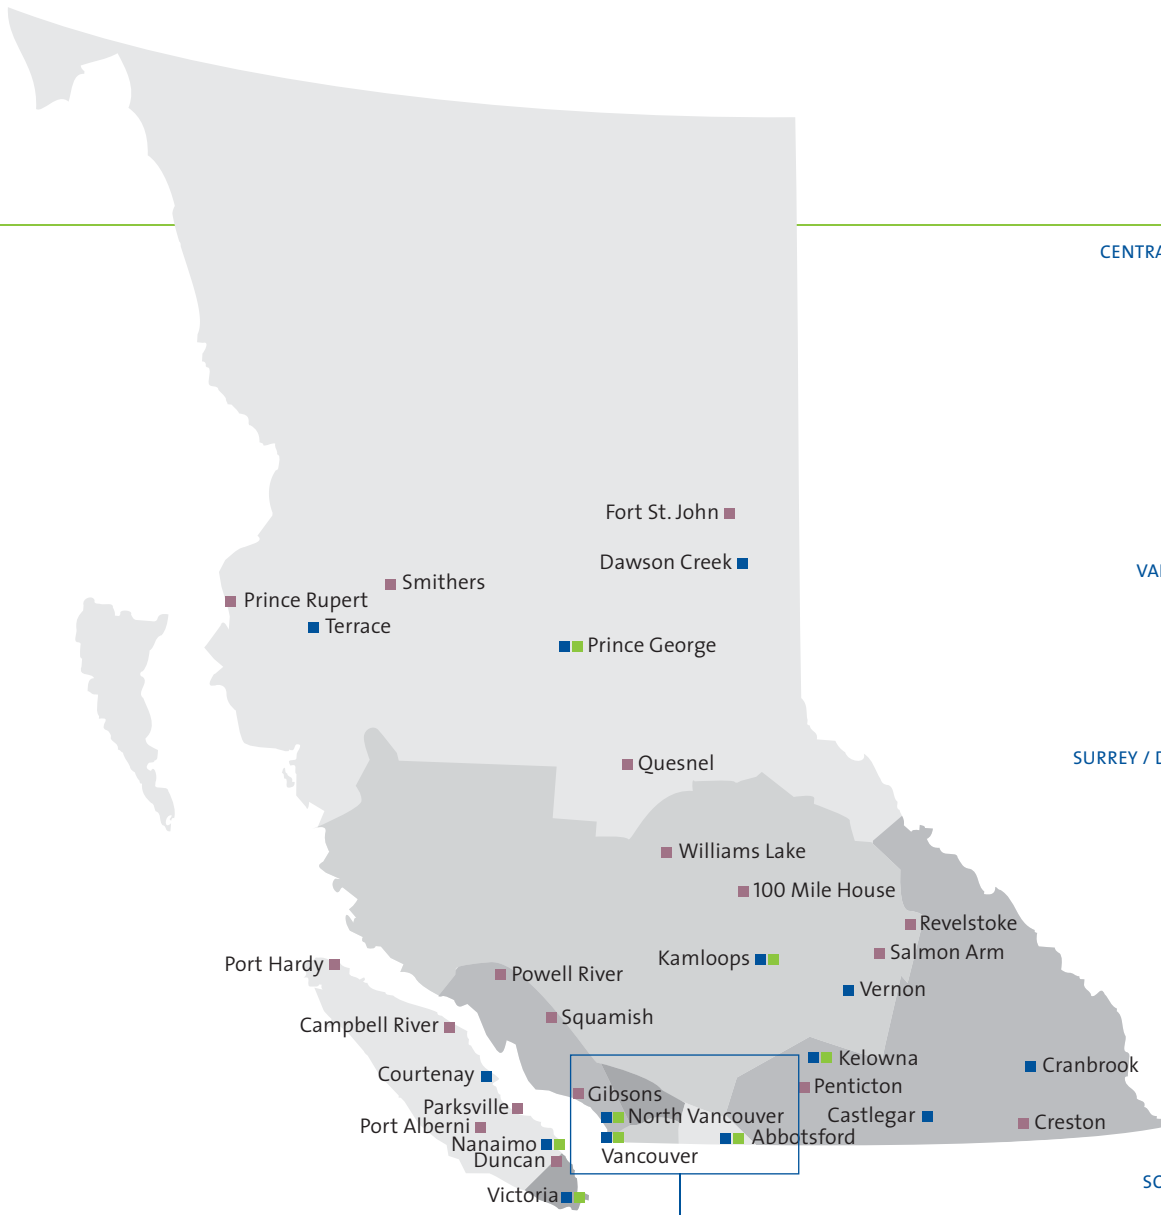 CENTRA
Fort St. John
Dawson Creek
VA
Smithers
Prince Rupert
Terrace
Prince George
SURREY / D
Quesnel
Williams Lake
100 Mile House
Revelstoke
Salmon Arm
Kamloops
Port Hardy
Powell River
Vernon
Squamish
Campbell River
Kelowna
Cranbrook
Courtenay
Penticton
Gibsons
Parksville
North Vancouver
Castlegar
Creston
Port Alberni
Abbotsford
Nanaimo
Vancouver
Duncan
SO
Victoria